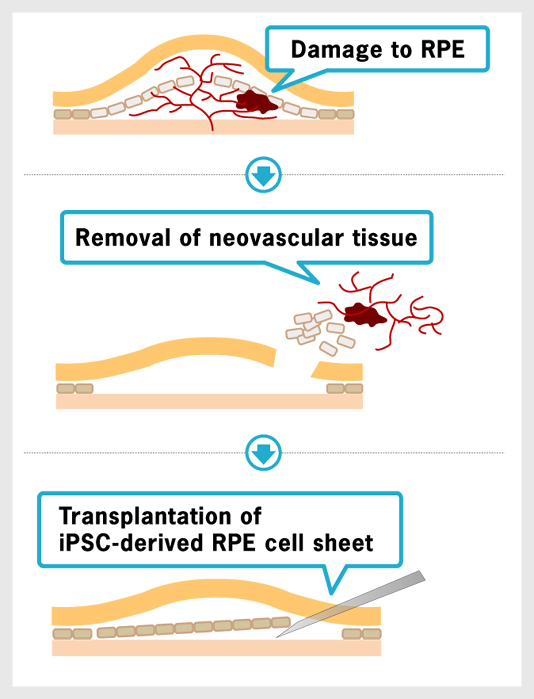 Damage to RPE
Removal of neovascular tissue
Transplantation of
iPSC-derived RPE cell sheet